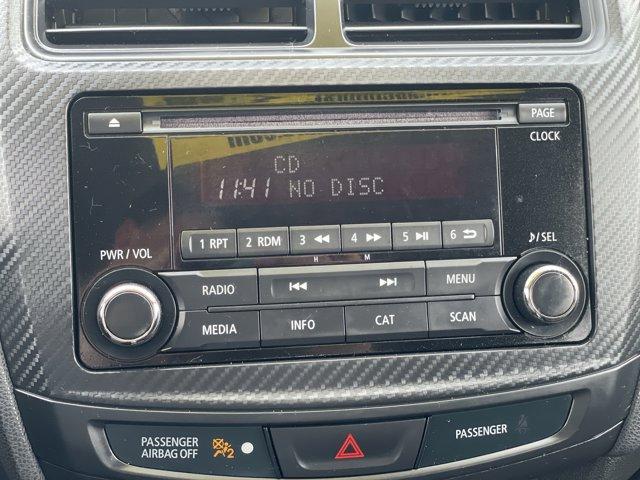 PAGE
CLOCK
CD
11:41 NO DISC
1 RPT 2 RDM 3 4 5 6
H M
PWR / VOL
/ SEL
RADIO MENU
MEDIA INFO CAT SCAN
PASSENGER
AIRBAG OFF
2
PASSENGER